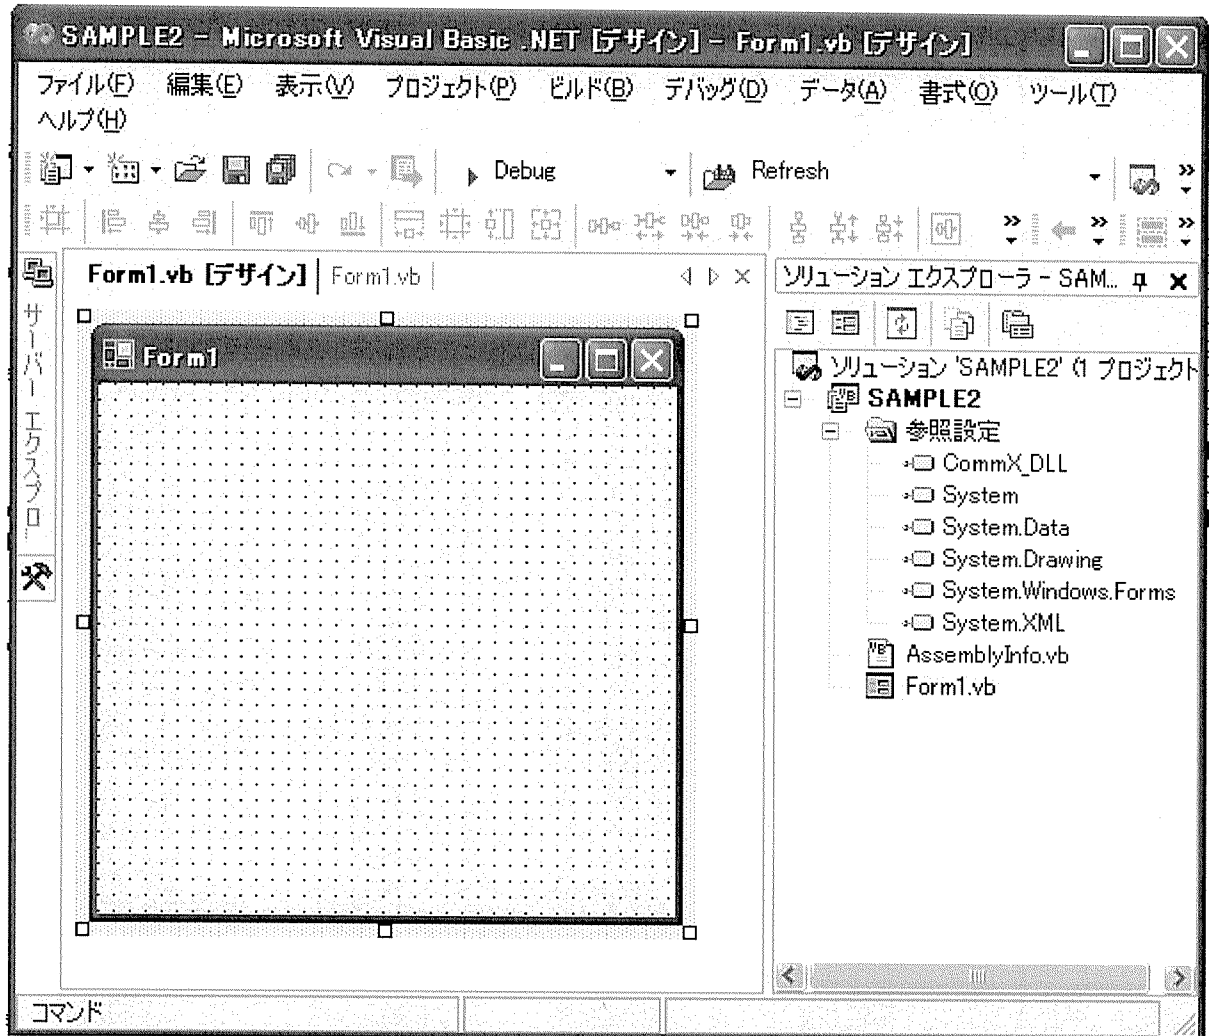 SAMPLE2 - Microsoft Visual Basic .NET [デザイン] - Form1.vb [デザイン]
ファイル(F) 編集(E) 表示(V) プロジェクト(P) ビルド(B) デバッグ(D) データ(A) 書式(O) ツール(T)
ヘルプ(H)
Debug Refresh
Form1.vb [デザイン] Form1.vb
サーバー エクスプロ...
Form1
ソリューション エクスプローラ - SAM...
ソリューション 'SAMPLE2' (1 プロジェクト
SAMPLE2
参照設定
CommX_DLL
System
System.Data
System.Drawing
System.Windows.Forms
System.XML
AssemblyInfo.vb
Form1.vb
コマンド